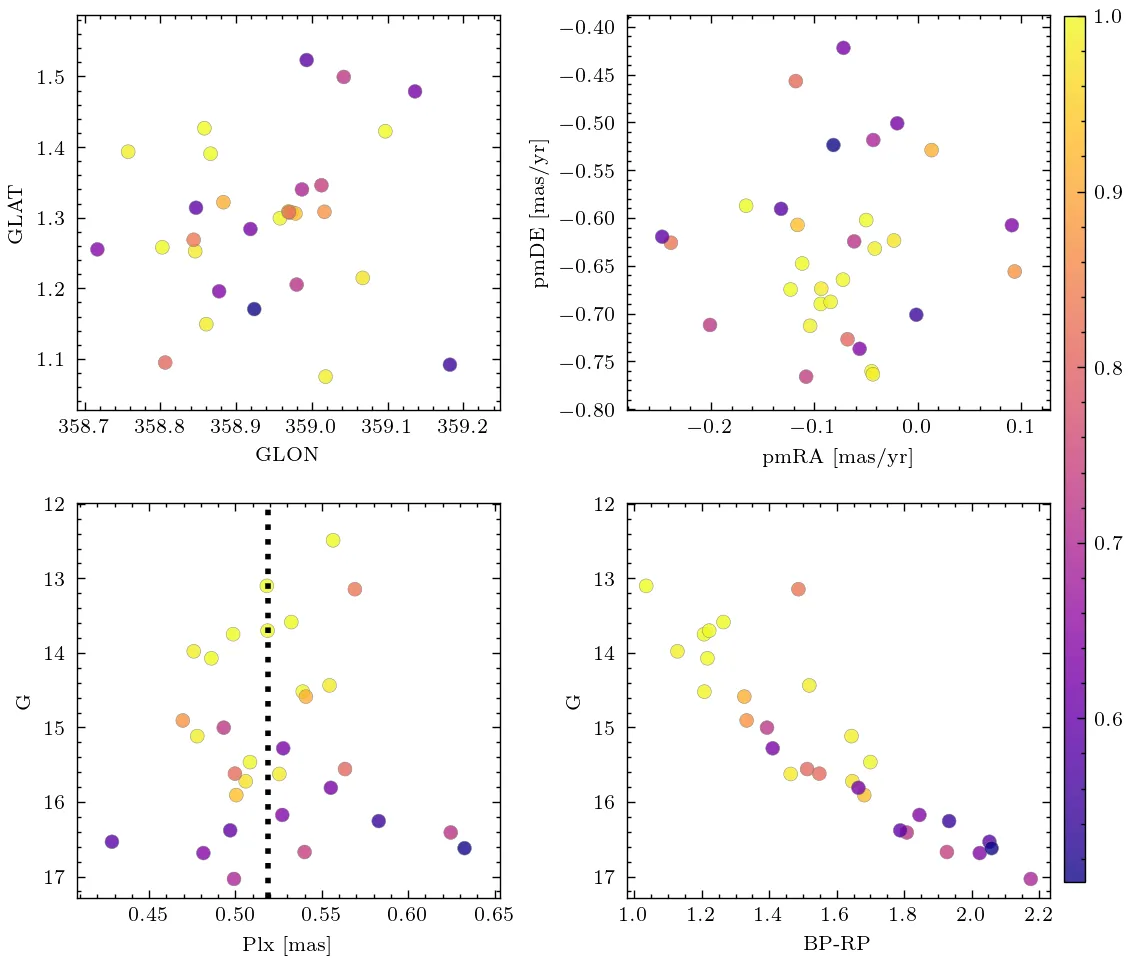 1.5
1.4
1.3
1.2
1.1
GLAT
358.7 358.8 358.9 359.0 359.1 359.2
GLON
−0.40
−0.45
−0.50
−0.55
−0.60
−0.65
−0.70
−0.75
−0.80
pmDE [mas/yr]
−0.2 −0.1 0.0 0.1
pmRA [mas/yr]
1.0
0.9
0.8
0.7
0.6
12
13
14
15
16
17
G
0.45 0.50 0.55 0.60 0.65
Plx [mas]
12
13
14
15
16
17
G
1.0 1.2 1.4 1.6 1.8 2.0 2.2
BP-RP